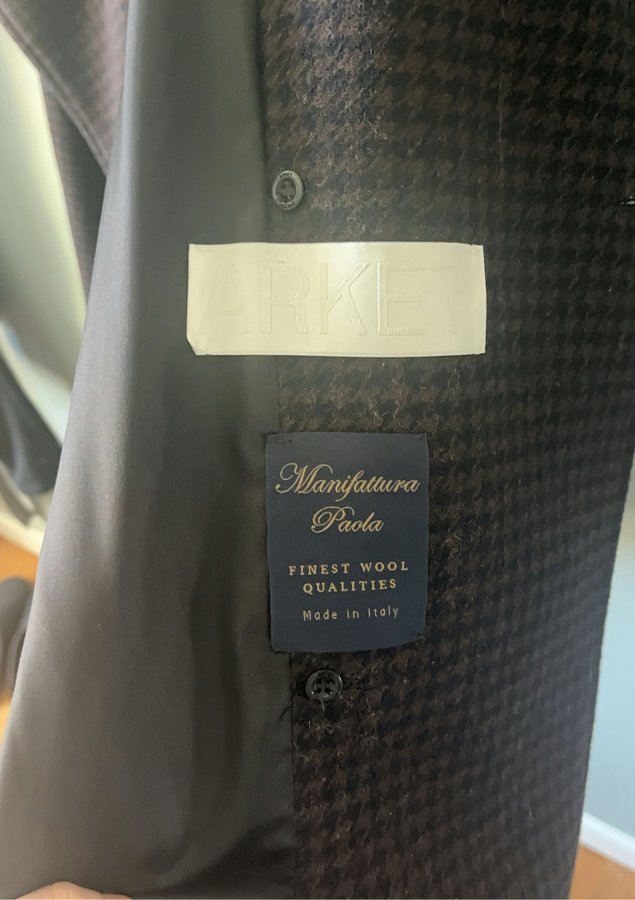 ARKET
Manifattura
Paola
FINEST WOOL
QUALITIES
Made in Italy